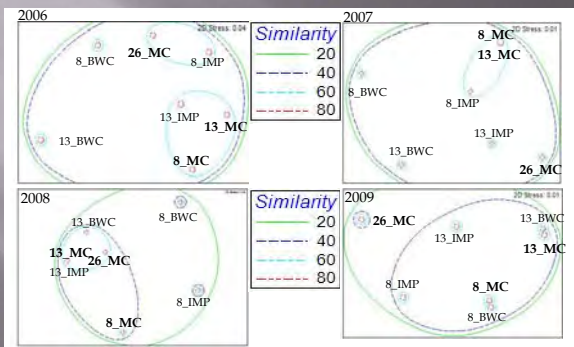 2006
2D Stress: 0.04
26_MC
8_BWC
8_IMP
13_IMP
13_MC
13_BWC
8_MC
Similarity
20
40
60
80
2007
2D Stress: 0.01
8_MC
13_MC
8_BWC
8_IMP
13_IMP
13_BWC
26_MC
2008
8_BWC
13_BWC
13_MC
26_MC
13_IMP
8_IMP
8_MC
Similarity
20
40
60
80
2009
2D Stress: 0.01
26_MC
13_BWC
13_IMP
13_MC
8_IMP
8_MC
8_BWC